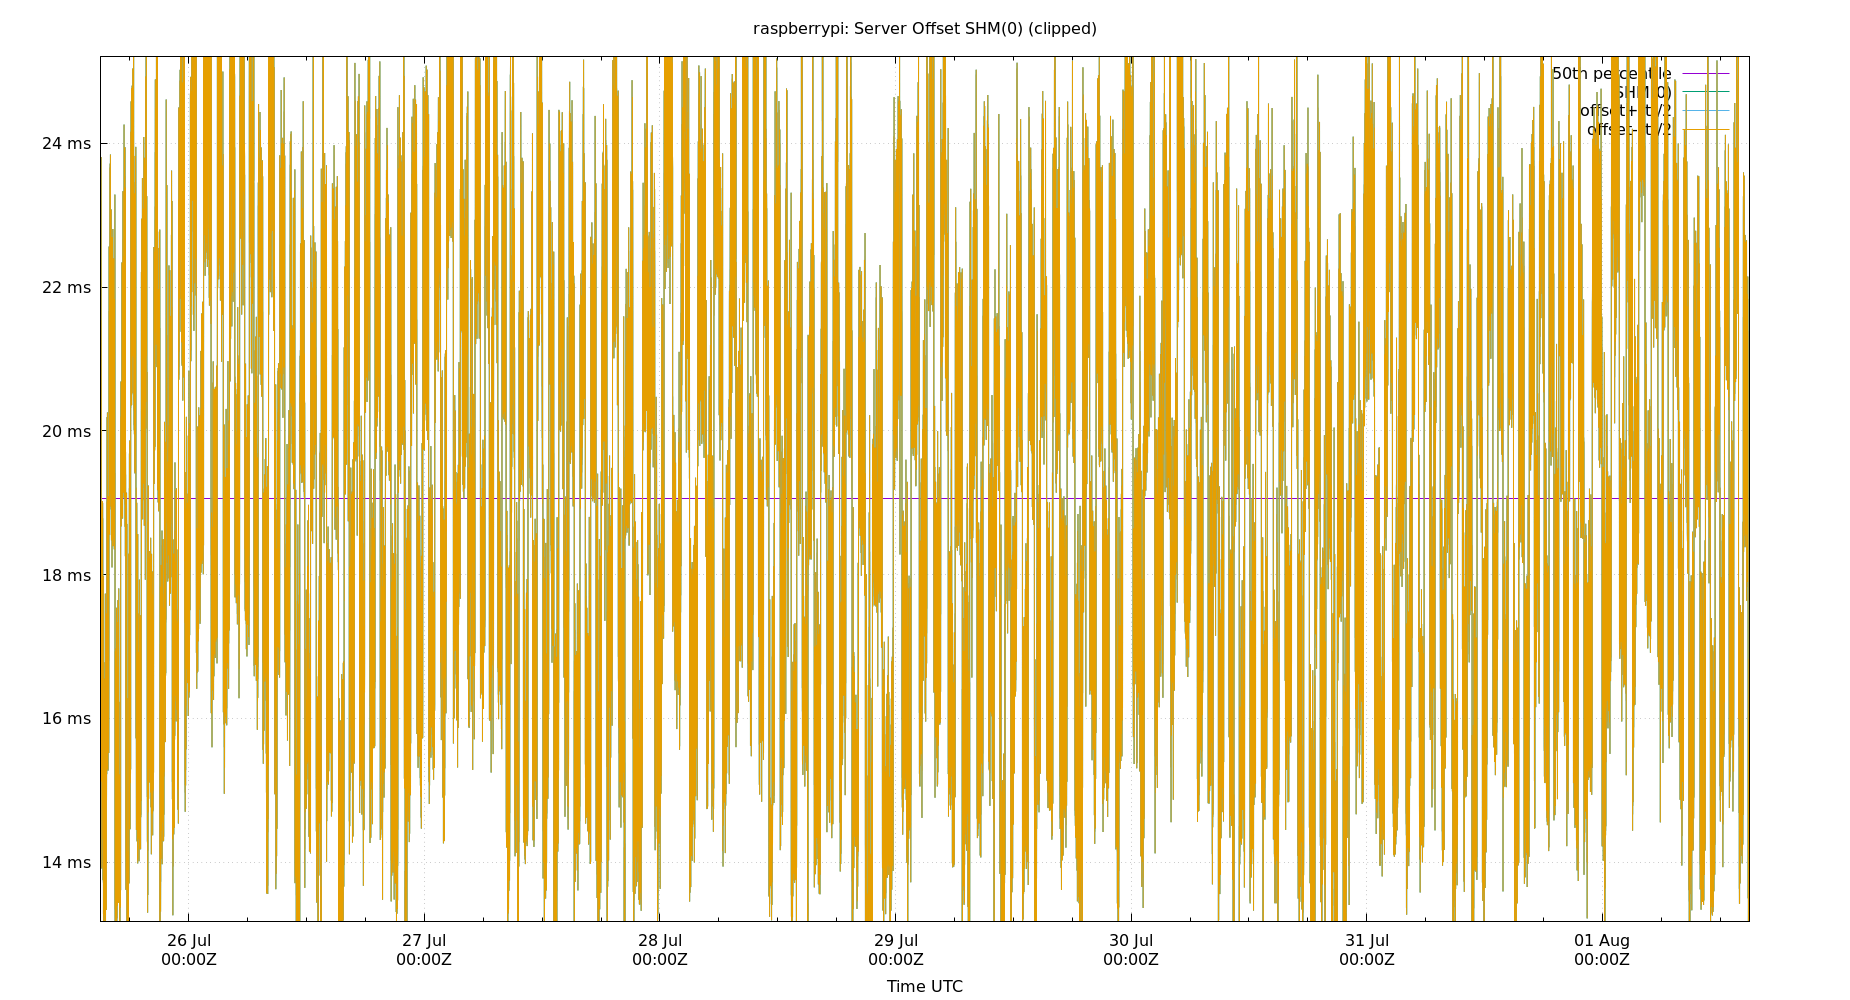 raspberrypi: Server Offset SHM(0) (clipped)
50th percentile
SHM(0)
offset+rtt/2
offset-rtt/2
24 ms
22 ms
20 ms
18 ms
16 ms
14 ms
26 Jul 27 Jul 28 Jul 29 Jul 30 Jul 31 Jul 01 Aug
00:00Z 00:00Z 00:00Z 00:00Z 00:00Z 00:00Z 00:00Z
Time UTC